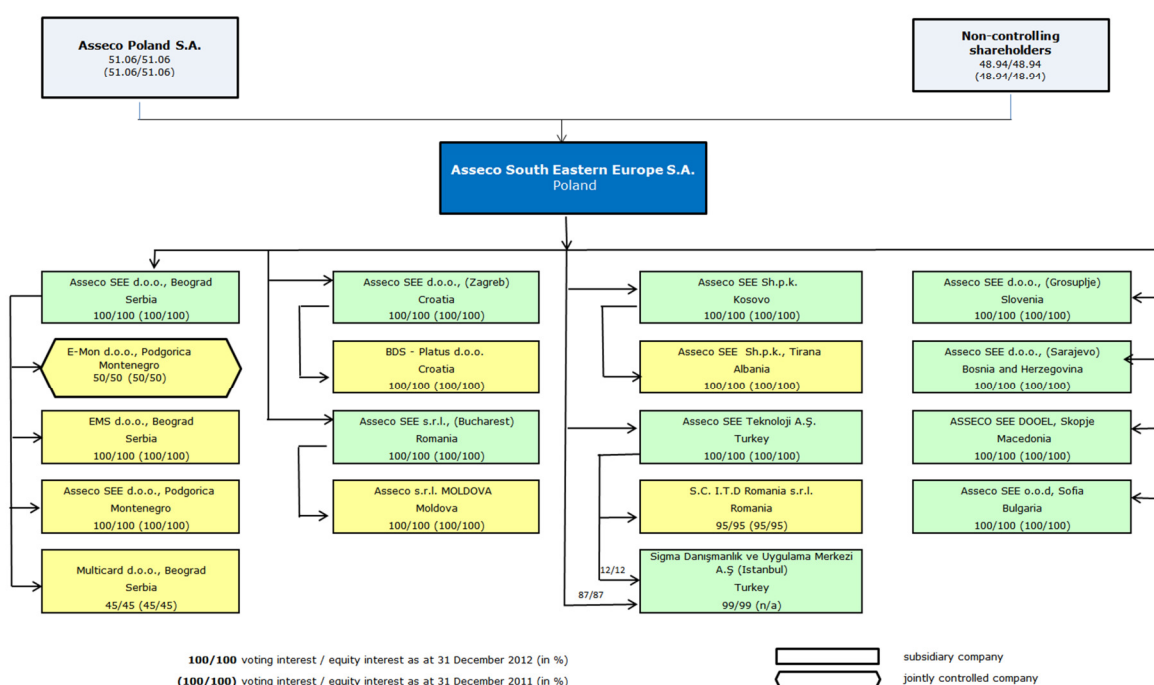 Asseco Poland S.A.
51.06/51.06
(51.06/51.06)
Non-controlling
shareholders
48.94/48.94
(48.94/48.94)
Asseco South Eastern Europe S.A.
Poland
Asseco SEE d.o.o., Beograd
Serbia
100/100 (100/100)
E-Mon d.o.o., Podgorica
Montenegro
50/50 (50/50)
EMS d.o.o., Beograd
Serbia
100/100 (100/100)
Asseco SEE d.o.o., Podgorica
Montenegro
100/100 (100/100)
Multicard d.o.o., Beograd
Serbia
45/45 (45/45)
Asseco SEE d.o.o., (Zagreb)
Croatia
100/100 (100/100)
BDS - Platus d.o.o.
Croatia
100/100 (100/100)
Asseco SEE s.r.l., (Bucharest)
Romania
100/100 (100/100)
Asseco s.r.l. MOLDOVA
Moldova
100/100 (100/100)
Asseco SEE Sh.p.k.
Kosovo
100/100 (100/100)
Asseco SEE Sh.p.k., Tirana
Albania
100/100 (100/100)
Asseco SEE Teknoloji A.Ş.
Turkey
100/100 (100/100)
S.C. I.T.D Romania s.r.l.
Romania
95/95 (95/95)
12/12
87/87
Sigma Danışmanlık ve Uygulama Merkezi
A.Ş (Istanbul)
Turkey
99/99 (n/a)
Asseco SEE d.o.o., (Grosuplje)
Slovenia
100/100 (100/100)
Asseco SEE d.o.o., (Sarajevo)
Bosnia and Herzegovina
100/100 (100/100)
ASSECO SEE DOOEL, Skopje
Macedonia
100/100 (100/100)
Asseco SEE o.o.d, Sofia
Bulgaria
100/100 (100/100)
100/100 voting interest / equity interest as at 31 December 2012 (in %)
(100/100) voting interest / equity interest as at 31 December 2011 (in %)
subsidiary company
jointly controlled company